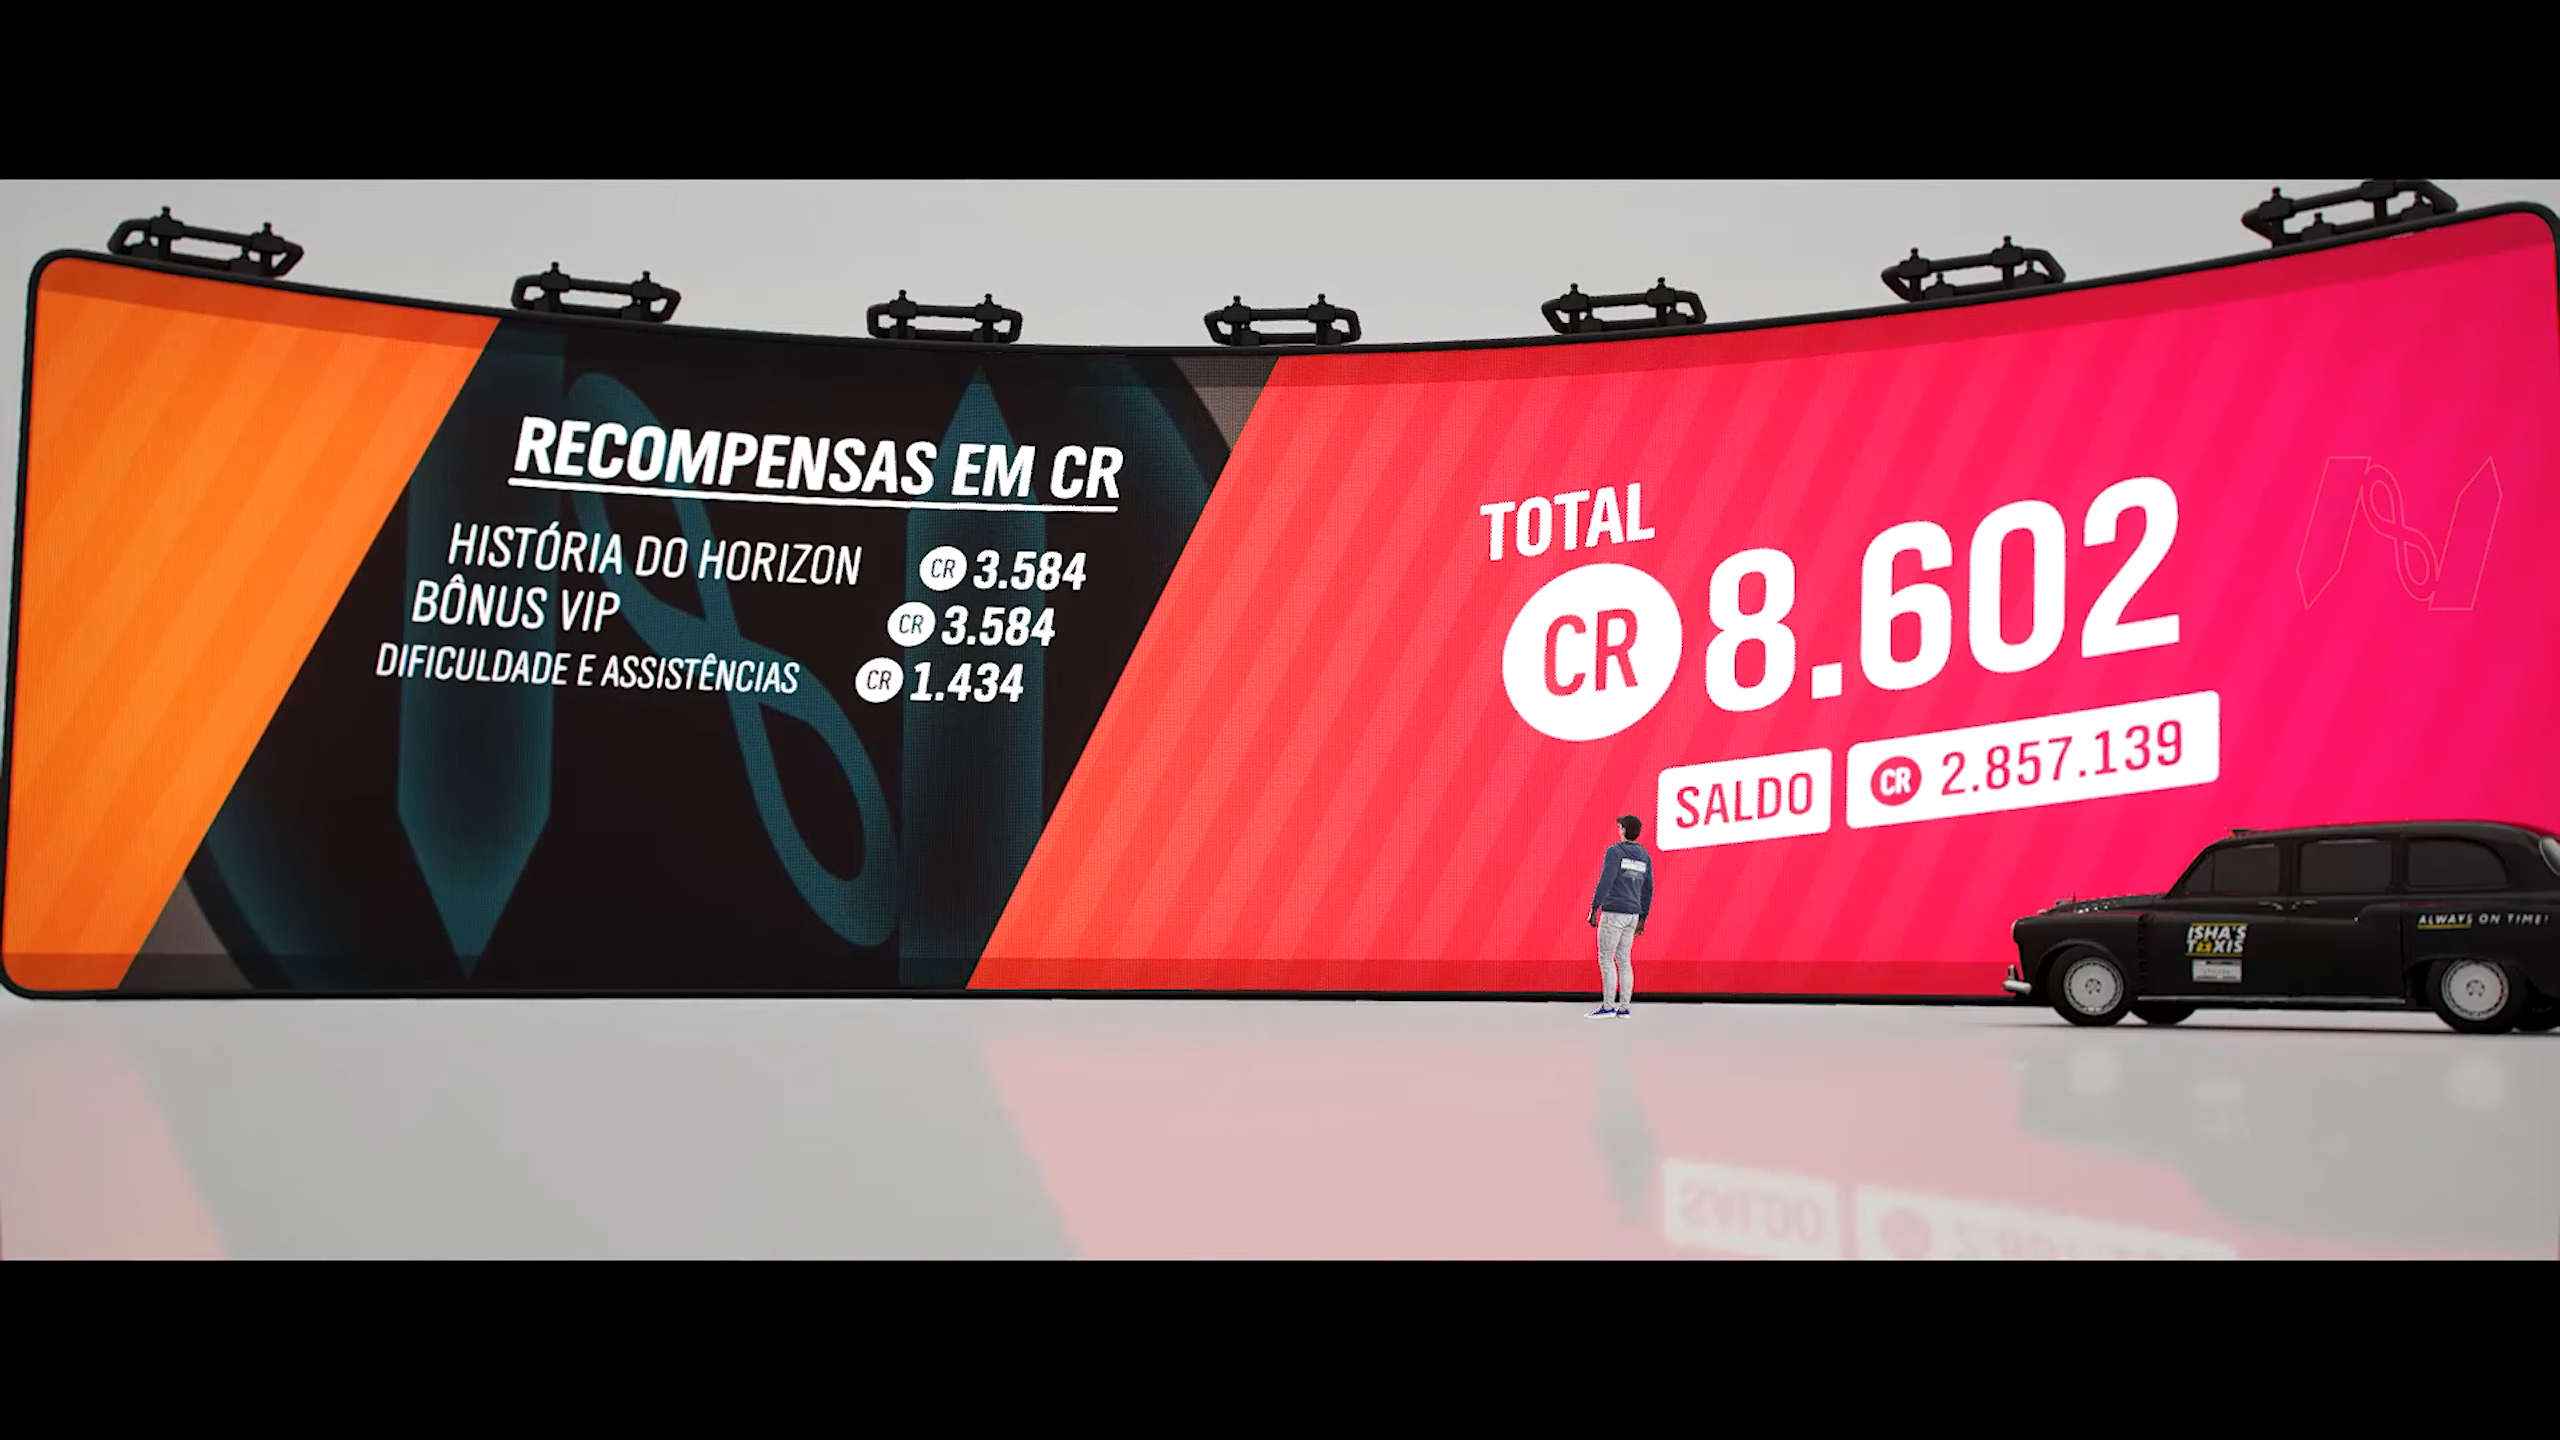 RECOMPENSAS EM CR
HISTÓRIA DO HORIZON CR 3.584
BÔNUS VIP CR 3.584
DIFICULDADE E ASSISTÊNCIAS CR 1.434
TOTAL
CR 8.602
SALDO CR 2.857.139
ISHA'S
TAXIS
ALWAYS ON TIME!